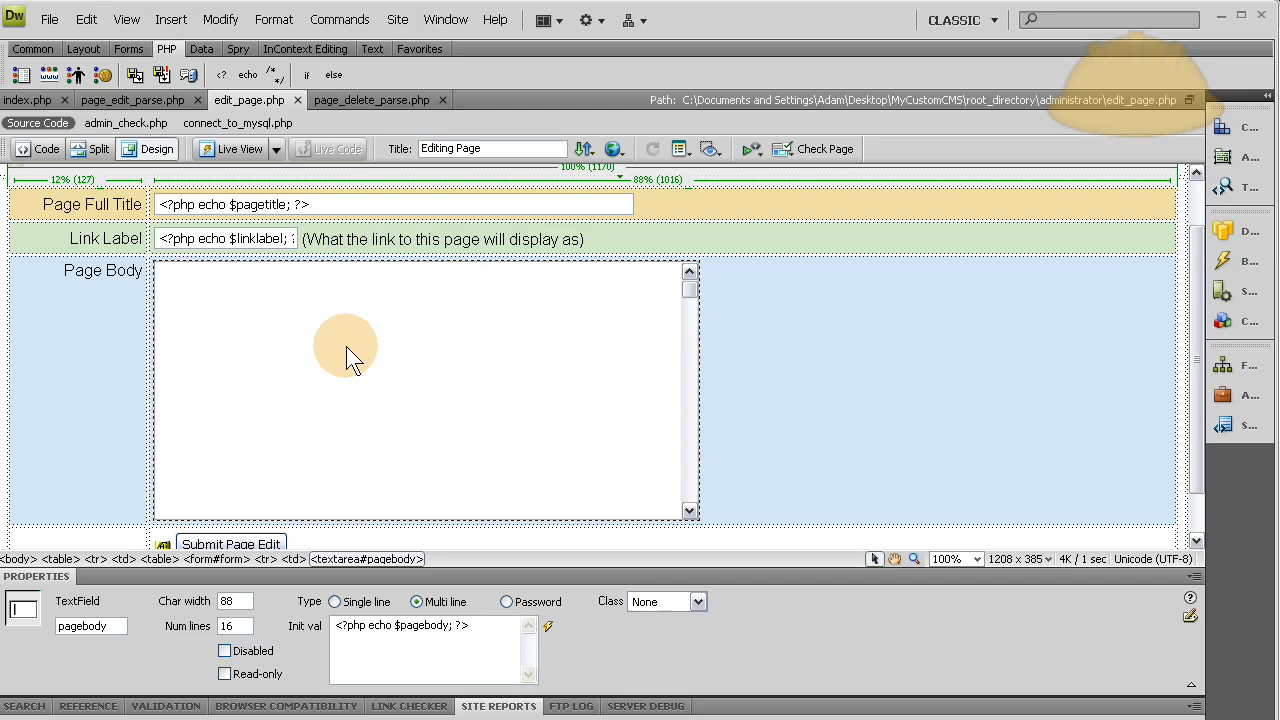 Dw File Edit View Insert Modify Format Commands Site Window Help CLASSIC
Common Layout Forms PHP Data Spry InContext Editing Text Favorites
<? echo /*⁄ if else
index.php page_edit_parse.php edit_page.php page_delete_parse.php Path: C:\Documents and Settings\Adam\Desktop\MyCustomCMS\root_directory\administrator\edit_page.php
Source Code admin_check.php connect_to_mysql.php
Code Split Design Live View Live Code Title: Editing Page Check Page
100% (1170)
12% (127) 88% (1016)
Page Full Title <?php echo $pagetitle; ?>
Link Label <?php echo $linklabel; (What the link to this page will display as)
Page Body
Submit Page Edit
<body> <table> <tr> <td> <table> <form#form> <tr> <td> <textarea#pagebody> 100% 1208 x 385 4K / 1 sec Unicode (UTF-8)
PROPERTIES
TextField Char width 88 Type Single line Multi line Password Class None
pagebody Num lines 16 Init val <?php echo $pagebody; ?>
Disabled
Read-only
SEARCH REFERENCE VALIDATION BROWSER COMPATIBILITY LINK CHECKER SITE REPORTS FTP LOG SERVER DEBUG
C...
A...
T...
D...
B...
S...
C...
F...
A...
S...